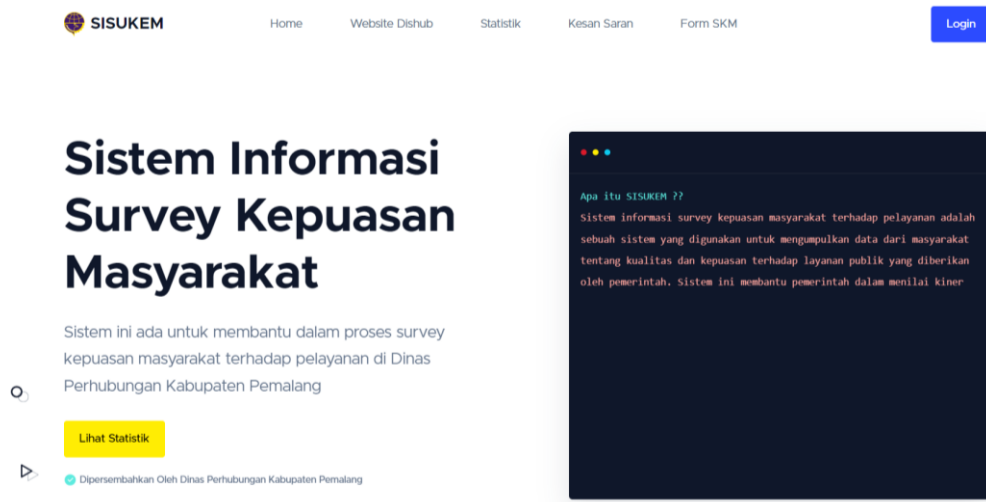 SISUKEM
Home
Website Dishub
Statistik
Kesan Saran
Form SKM
Login
Sistem Informasi
Survey Kepuasan
Masyarakat
Sistem ini ada untuk membantu dalam proses survey
kepuasan masyarakat terhadap pelayanan di Dinas
Perhubungan Kabupaten Pemalang
Lihat Statistik
Dipersembahkan Oleh Dinas Perhubungan Kabupaten Pemalang
Apa itu SISUKEM ??
Sistem informasi survey kepuasan masyarakat terhadap pelayanan adalah
sebuah sistem yang digunakan untuk mengumpulkan data dari masyarakat
tentang kualitas dan kepuasan terhadap layanan publik yang diberikan
oleh pemerintah. Sistem ini membantu pemerintah dalam menilai kiner